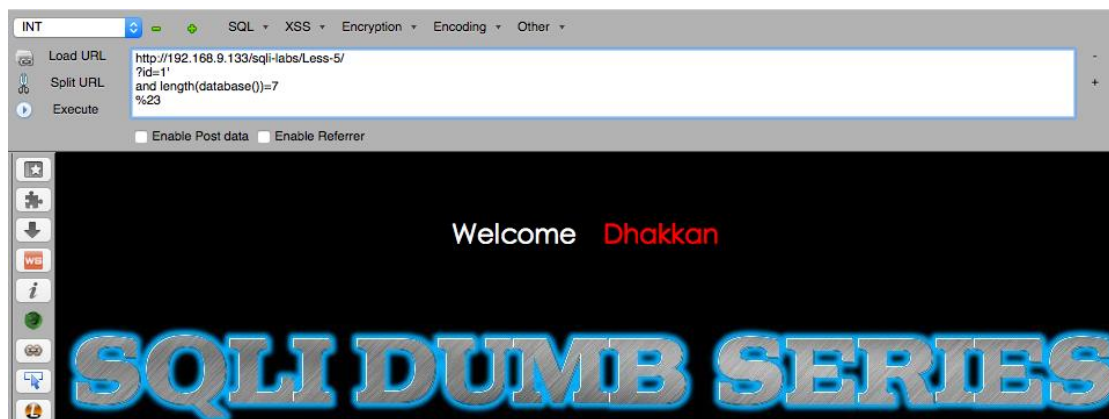 INT SQL XSS Encryption Encoding Other
Load URL
Split URL
Execute
http://192.168.9.133/sqli-labs/Less-5/
?id=1'
and length(database())=7
%23
Enable Post data Enable Referrer
Welcome Dhakkan
SQLI DUMB SERIES